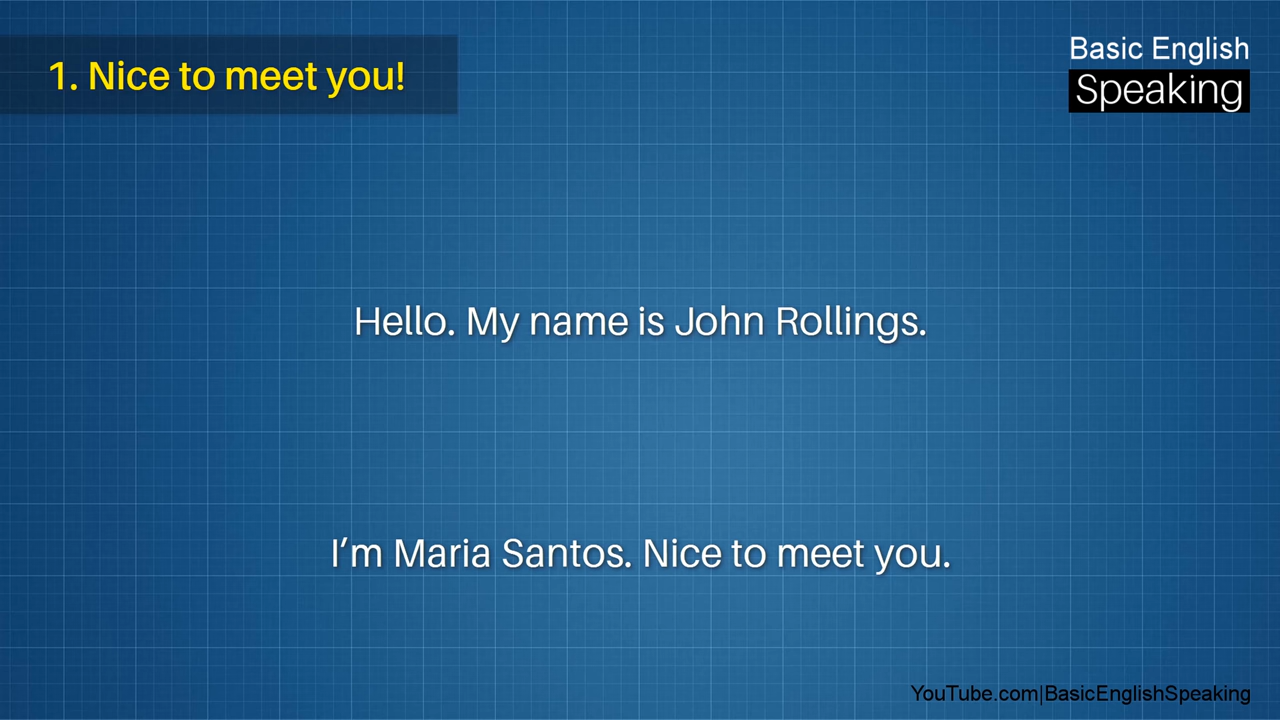 1. Nice to meet you!
Basic English
Speaking
Hello. My name is John Rollings.
I'm Maria Santos. Nice to meet you.
YouTube.com|BasicEnglishSpeaking